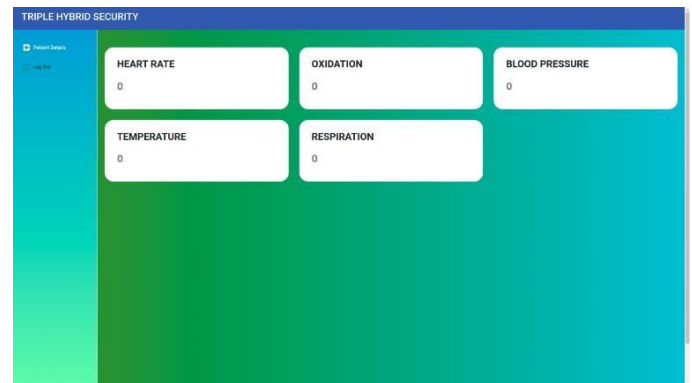 TRIPLE HYBRID SECURITY
Patient Details
Log Out
HEART RATE
0
OXIDATION
0
BLOOD PRESSURE
0
TEMPERATURE
0
RESPIRATION
0